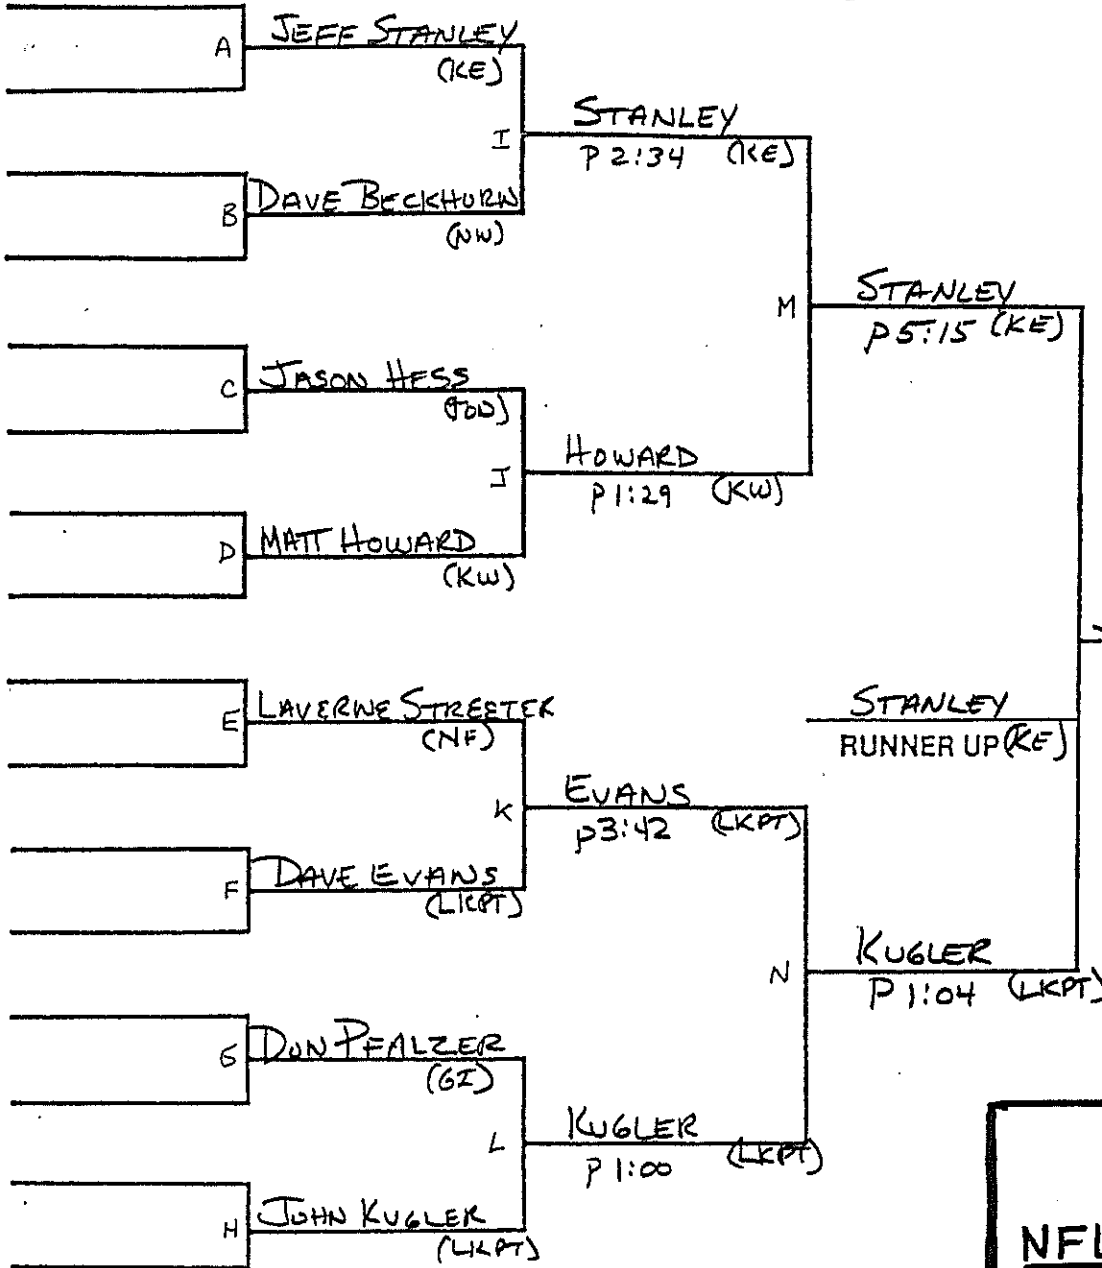 A JEFF STANLEY
(KE)
I STANLEY
P 2:34 (KE)
B DAVE BECKHORN
(NW)
M STANLEY
P 5:15 (KE)
C JASON HESS
J HOWARD
P 1:29 (KW)
D MATT HOWARD
(KW)
E LAVERNE STREETER
(NF)
STANLEY
RUNNER UP (KE)
K EVANS
P 3:42 (LKPT)
F DAVE EVANS
(LKPT)
N KUGLER
P 1:04 (LKPT)
G DON PFALZER
(GI)
L KUGLER
P 1:00 (LKPT)
H JOHN KUGLER
(LKPT)